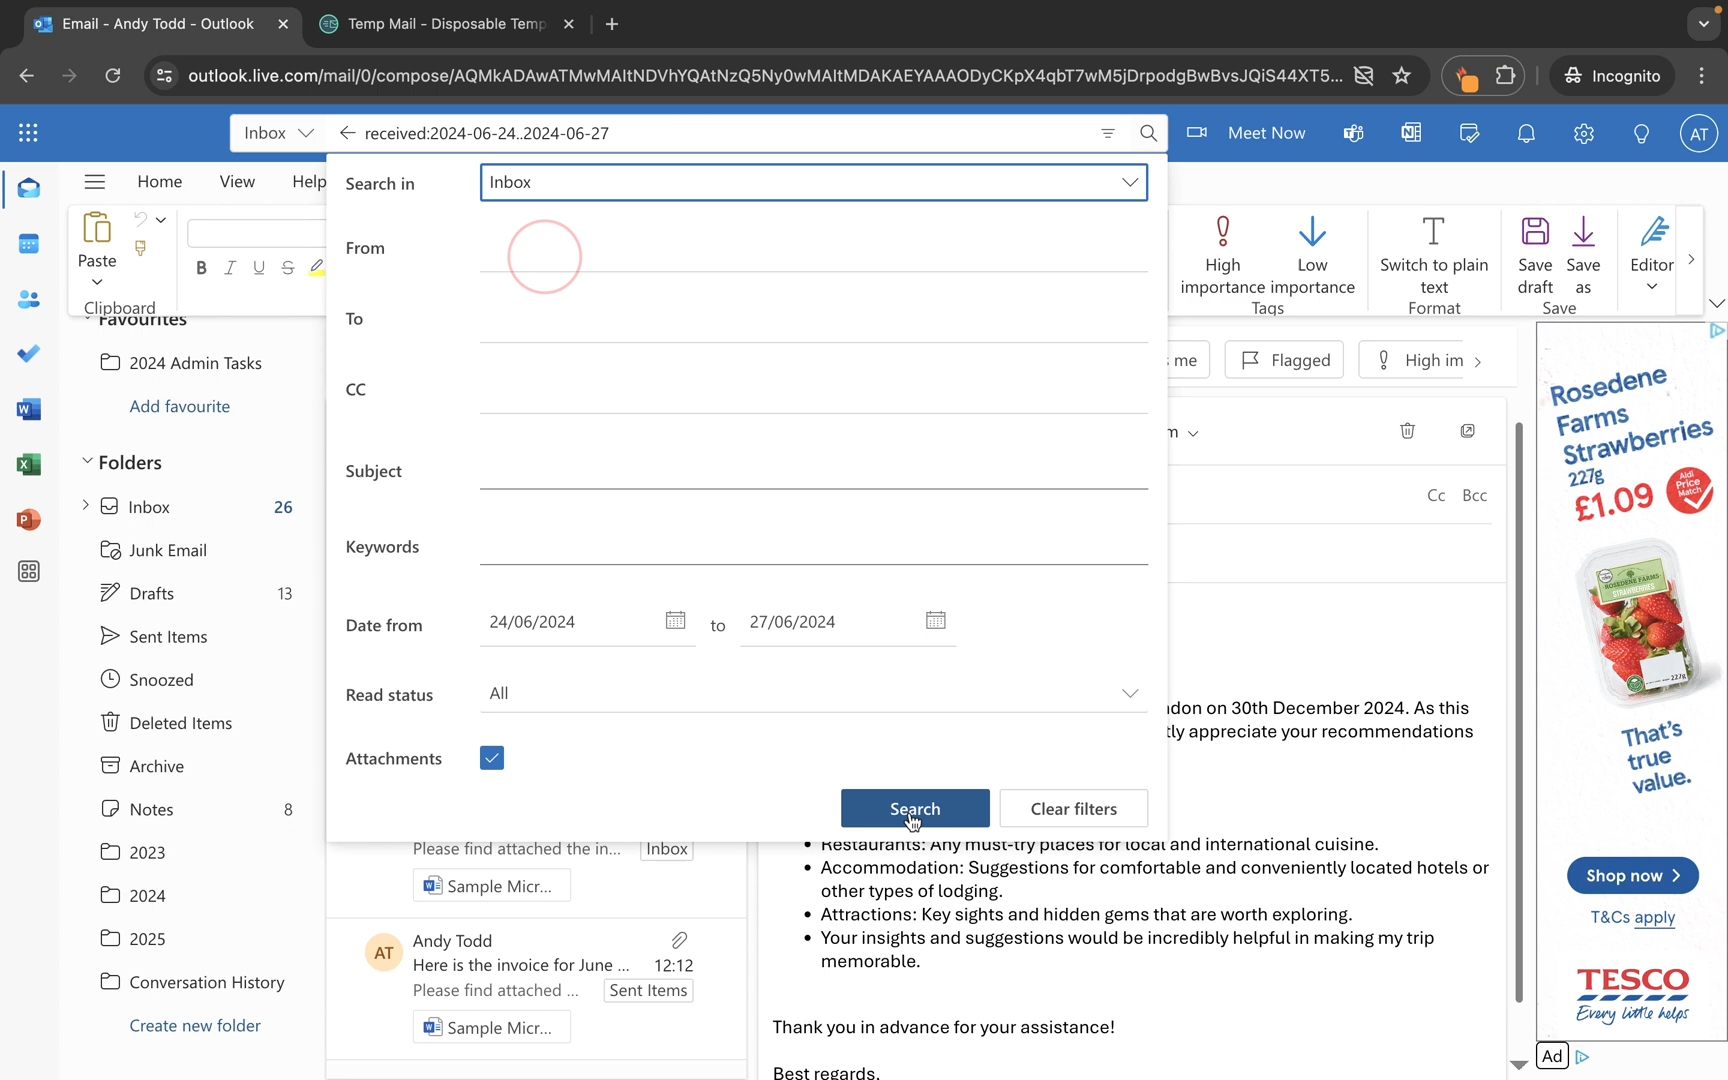 Email - Andy Todd - Outlook
Temp Mail - Disposable Temp
outlook.live.com/mail/0/compose/AQMkADAwATMwMAItNDVhYQAtNzQ5Ny0wMAItMDAKAEYAAAODyCKpX4qbT7wM5jDrpodgBwBvsJQiS44XT5...
Incognito
Inbox
received:2024-06-24..2024-06-27
Meet Now
AT
Home
View
Help
Paste
Clipboard
B I U S
High importance
Low importance
Tags
Switch to plain text
Format
Save draft
Save as
Save
Editor
Favourites
2024 Admin Tasks
Add favourite
Folders
Inbox 26
Junk Email
Drafts 13
Sent Items
Snoozed
Deleted Items
Archive
Notes 8
2023
2024
2025
Conversation History
Create new folder
Search in
Inbox
From
To
CC
Subject
Keywords
Date from
24/06/2024
to
27/06/2024
Read status
All
Attachments
Search
Clear filters
Please find attached the in...
Inbox
Sample Micr...
AT
Andy Todd
Here is the invoice for June ...
12:12
Please find attached ...
Sent Items
Sample Micr...
me
Flagged
High im
m
Cc
Bcc
don on 30th December 2024. As this
tly appreciate your recommendations
• Restaurants: Any must-try places for local and international cuisine.
• Accommodation: Suggestions for comfortable and conveniently located hotels or
other types of lodging.
• Attractions: Key sights and hidden gems that are worth exploring.
• Your insights and suggestions would be incredibly helpful in making my trip
memorable.
Thank you in advance for your assistance!
Best regards,
Rosedene
Farms
Strawberries
227g
£1.09
Aldi
Price
Match
ROSEDENE FARMS
STRAWBERRIES
227g
That's
true
value.
Shop now
T&Cs apply
TESCO
Every little helps
Ad